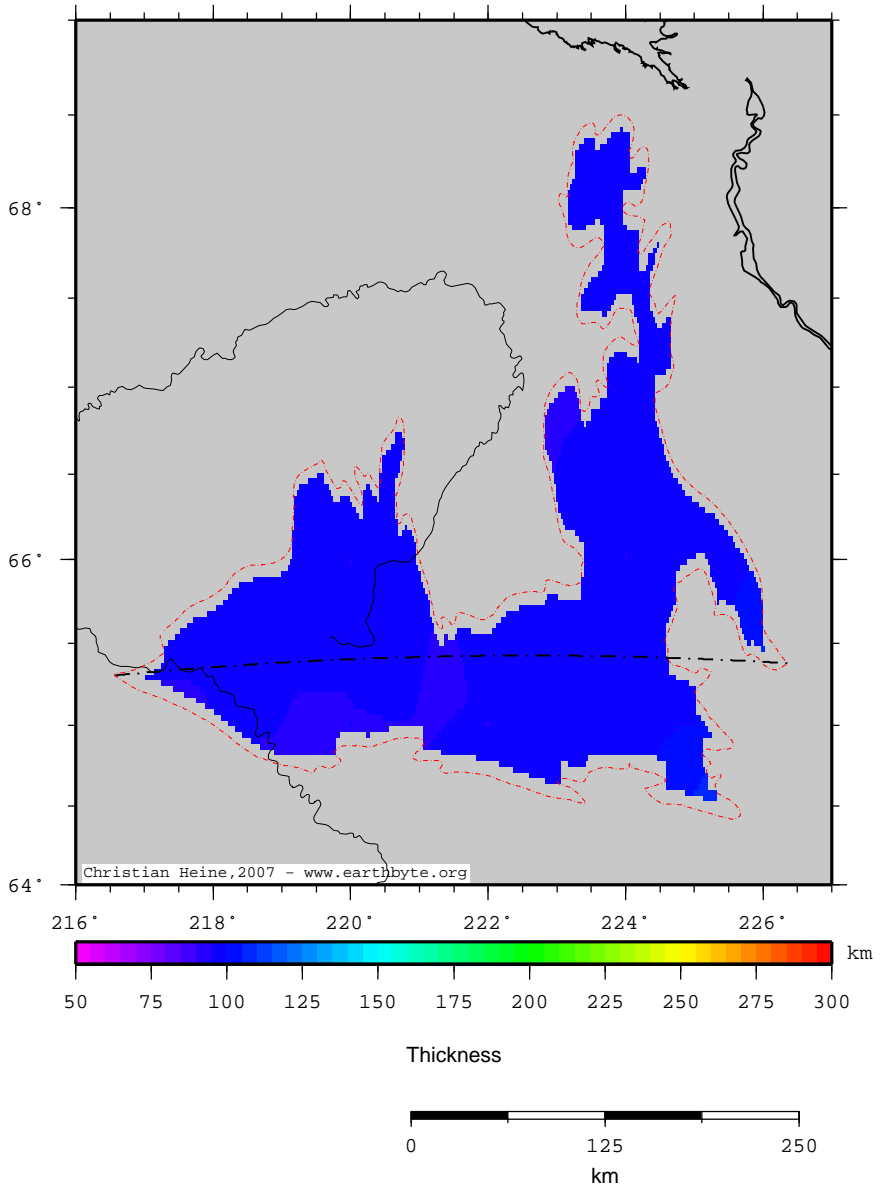 68°
66°
64°
Christian Heine,2007 - www.earthbyte.org
216° 218° 220° 222° 224° 226°
km
50 75 100 125 150 175 200 225 250 275 300
Thickness
0 125 250
km